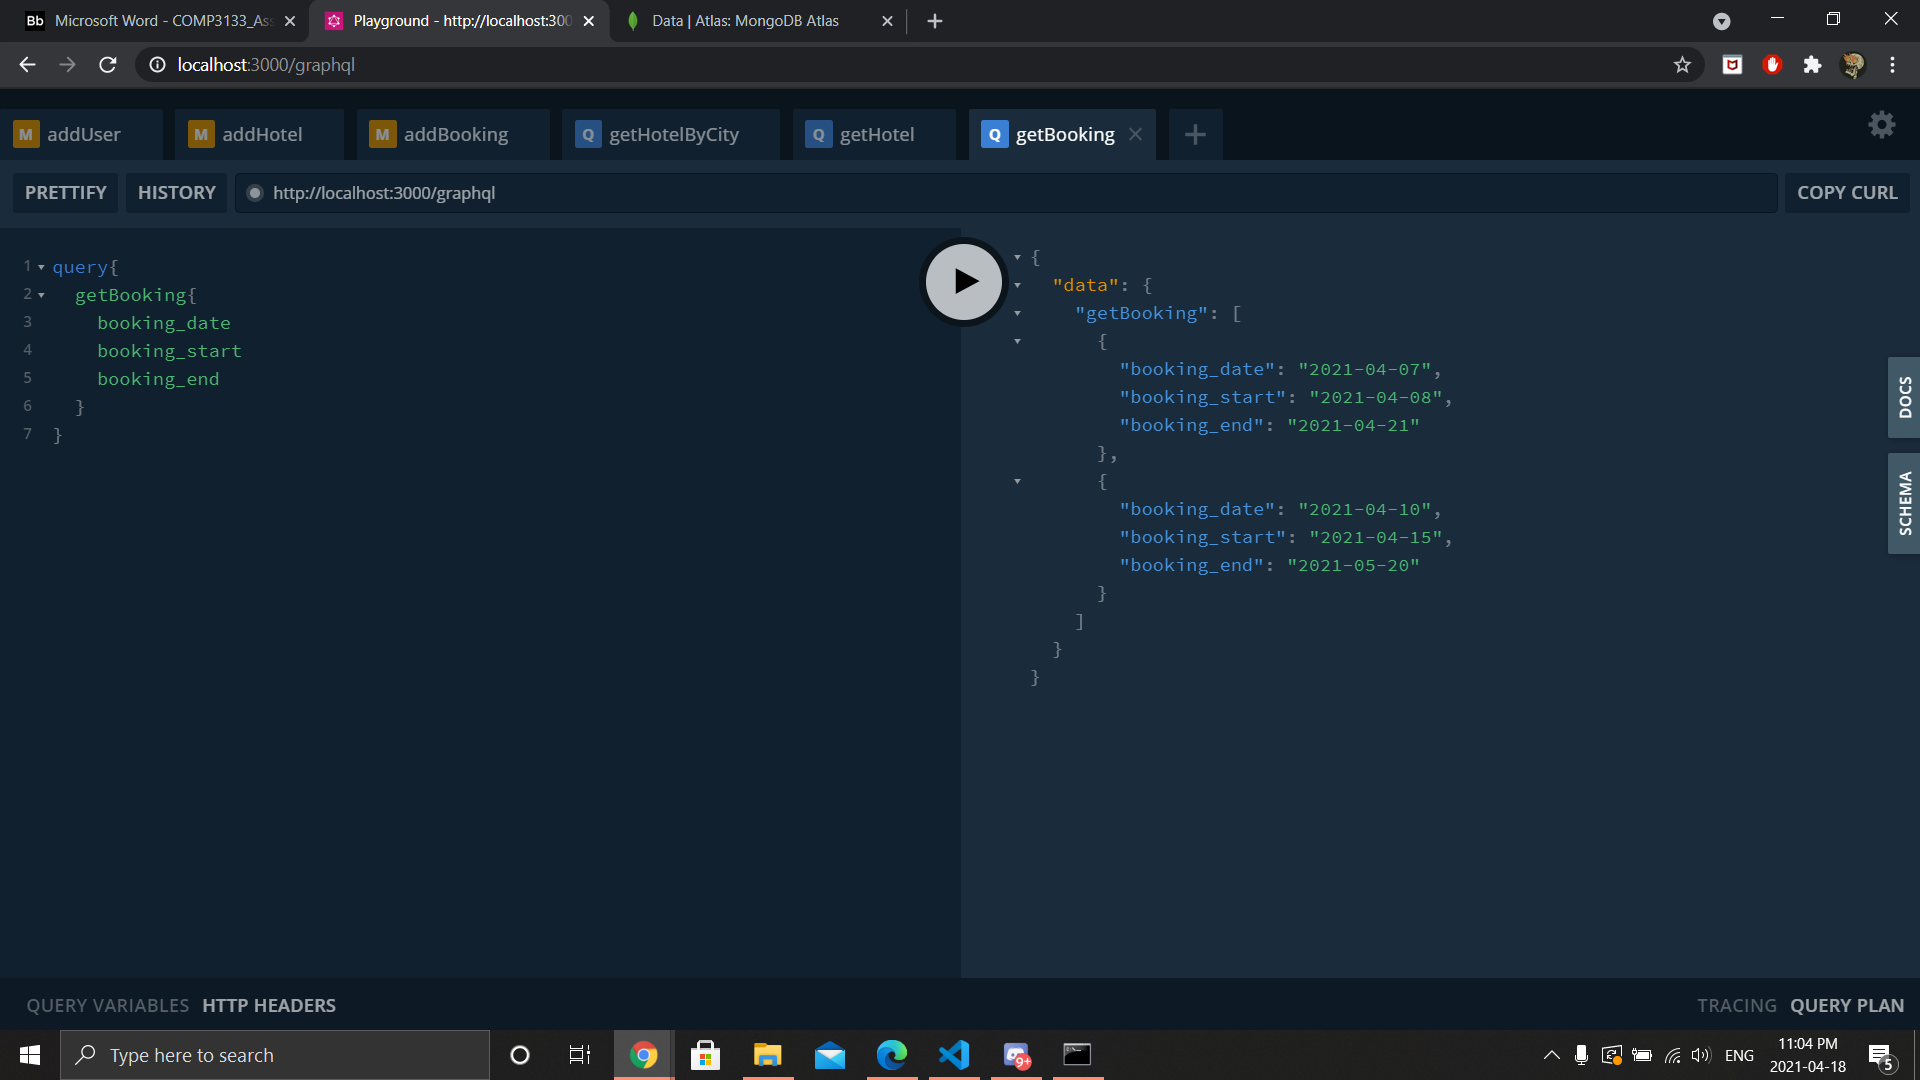 Bb Microsoft Word - COMP3133_Ass
Playground - http://localhost:300
Data | Atlas: MongoDB Atlas
localhost:3000/graphql
M addUser
M addHotel
M addBooking
Q getHotelByCity
Q getHotel
Q getBooking
PRETTIFY
HISTORY
http://localhost:3000/graphql
COPY CURL
1 query{
2 getBooking{
3 booking_date
4 booking_start
5 booking_end
6 }
7 }
{
"data": {
"getBooking": [
{
"booking_date": "2021-04-07",
"booking_start": "2021-04-08",
"booking_end": "2021-04-21"
},
{
"booking_date": "2021-04-10",
"booking_start": "2021-04-15",
"booking_end": "2021-05-20"
}
]
}
}
DOCS
SCHEMA
QUERY VARIABLES HTTP HEADERS
TRACING QUERY PLAN
Type here to search
9+
ENG
11:04 PM
2021-04-18
5